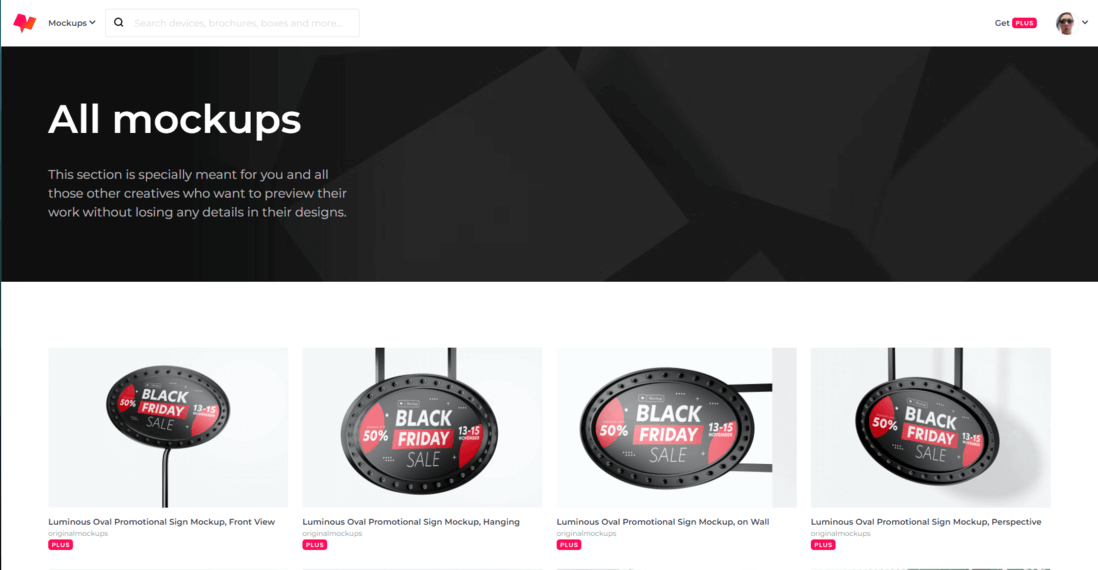 Mockups
Search devices, brochures, boxes and more...
Get PLUS
All mockups
This section is specially meant for you and all
those other creatives who want to preview their
work without losing any details in their designs.
50%
BLACK
FRIDAY
SALE
13-15
NOVEMBER
50%
BLACK
FRIDAY
SALE
13-15
NOVEMBER
50%
BLACK
FRIDAY
SALE
13-15
NOVEMBER
50%
BLACK
FRIDAY
SALE
13-15
NOVEMBER
Luminous Oval Promotional Sign Mockup, Front View
originalmockups
PLUS
Luminous Oval Promotional Sign Mockup, Hanging
originalmockups
PLUS
Luminous Oval Promotional Sign Mockup, on Wall
originalmockups
PLUS
Luminous Oval Promotional Sign Mockup, Perspective
originalmockups
PLUS